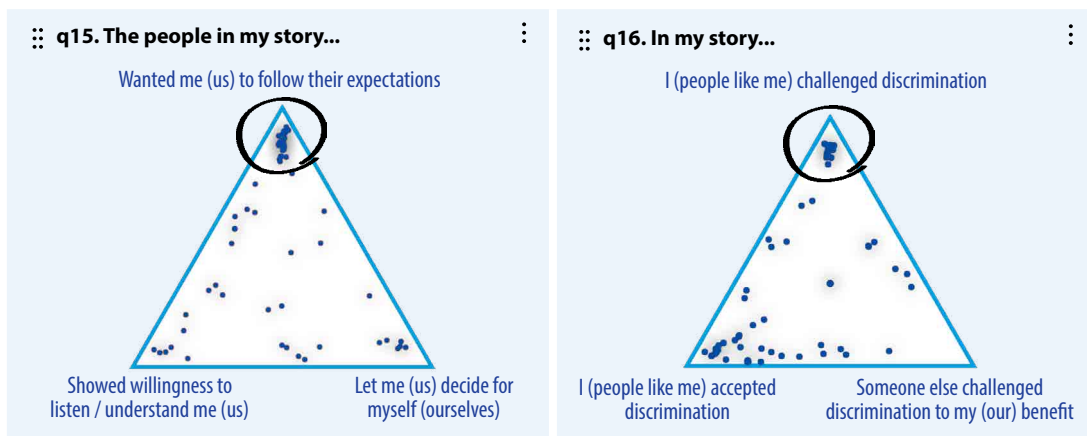 q15. The people in my story...
Wanted me (us) to follow their expectations
Showed willingness to
listen / understand me (us)
Let me (us) decide for
myself (ourselves)
q16. In my story...
I (people like me) challenged discrimination
I (people like me) accepted
discrimination
Someone else challenged
discrimination to my (our) benefit